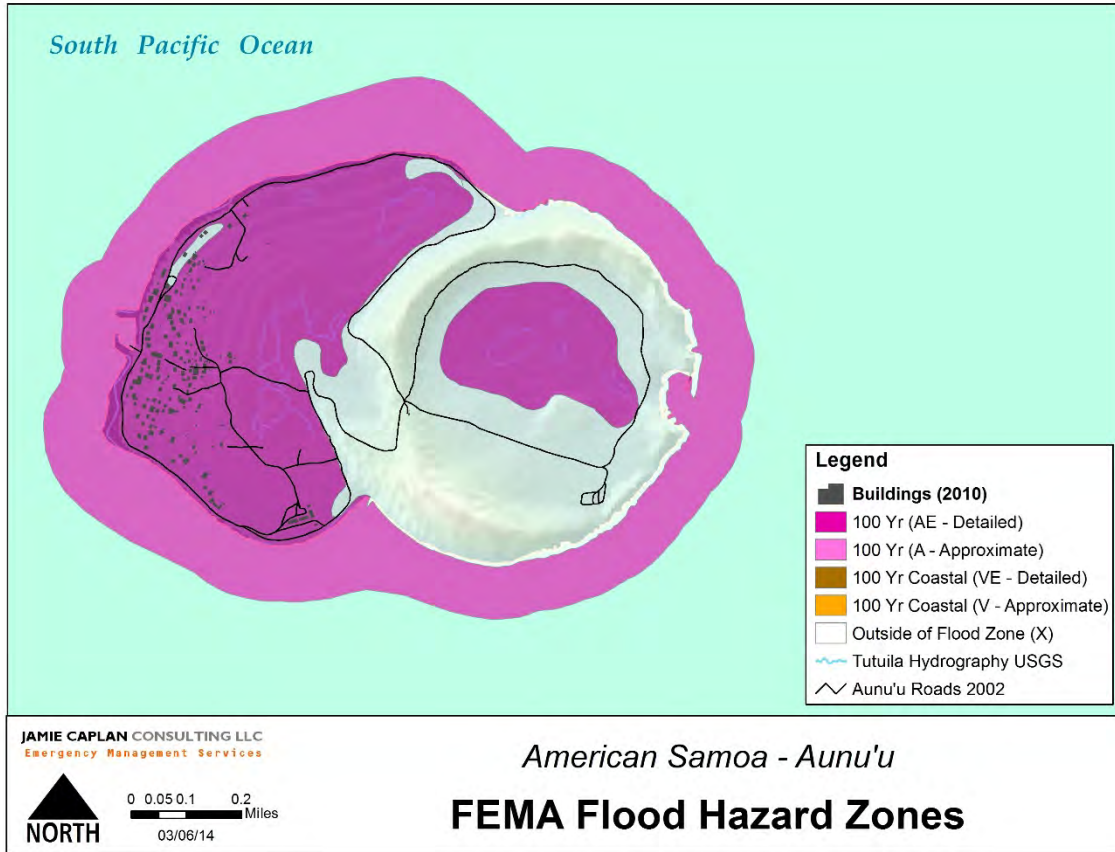 South Pacific Ocean
Legend
Buildings (2010)
100 Yr (AE - Detailed)
100 Yr (A - Approximate)
100 Yr Coastal (VE - Detailed)
100 Yr Coastal (V - Approximate)
Outside of Flood Zone (X)
Tutuila Hydrography USGS
Aunu'u Roads 2002
JAMIE CAPLAN CONSULTING LLC
Emergency Management Services
NORTH
0 0.05 0.1 0.2
Miles
03/06/14
American Samoa - Aunu'u
FEMA Flood Hazard Zones